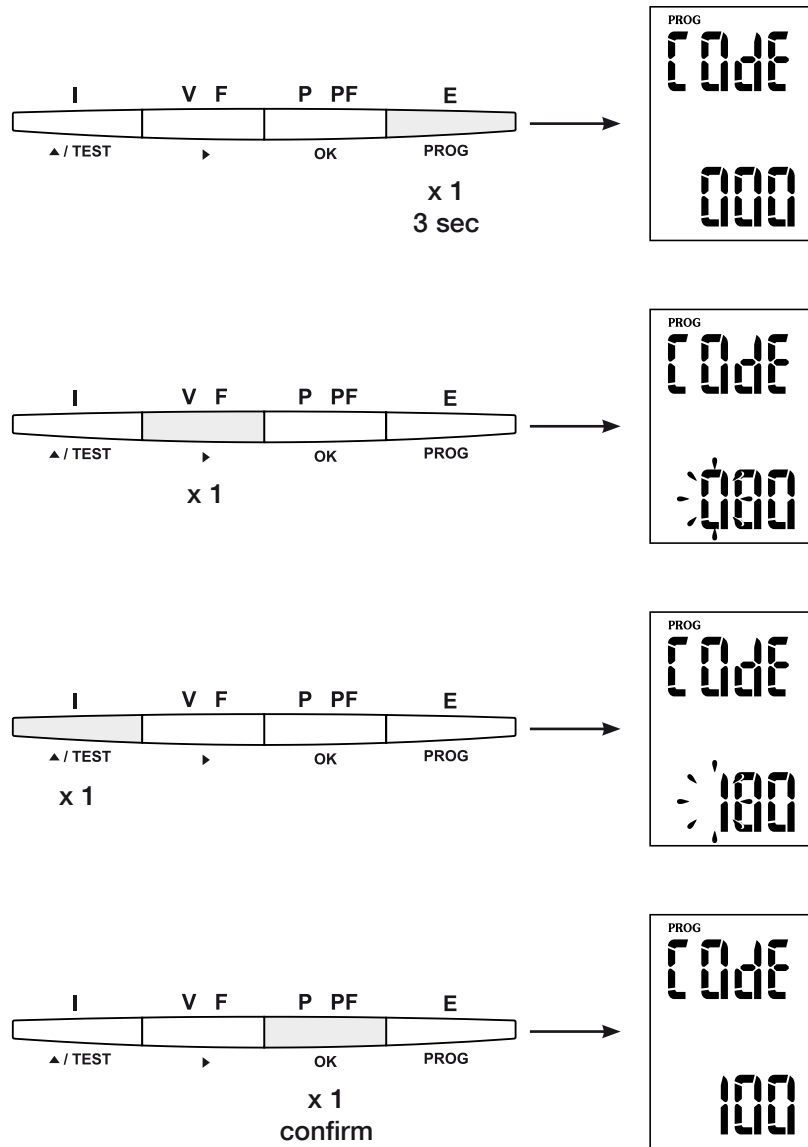 PROG
CODE
I V F P PF E
▲ / TEST ▶ OK PROG
x 1
3 sec
000
PROG
CODE
I V F P PF E
▲ / TEST ▶ OK PROG
x 1
000
PROG
CODE
I V F P PF E
▲ / TEST ▶ OK PROG
x 1
100
PROG
CODE
I V F P PF E
▲ / TEST ▶ OK PROG
x 1
confirm
100